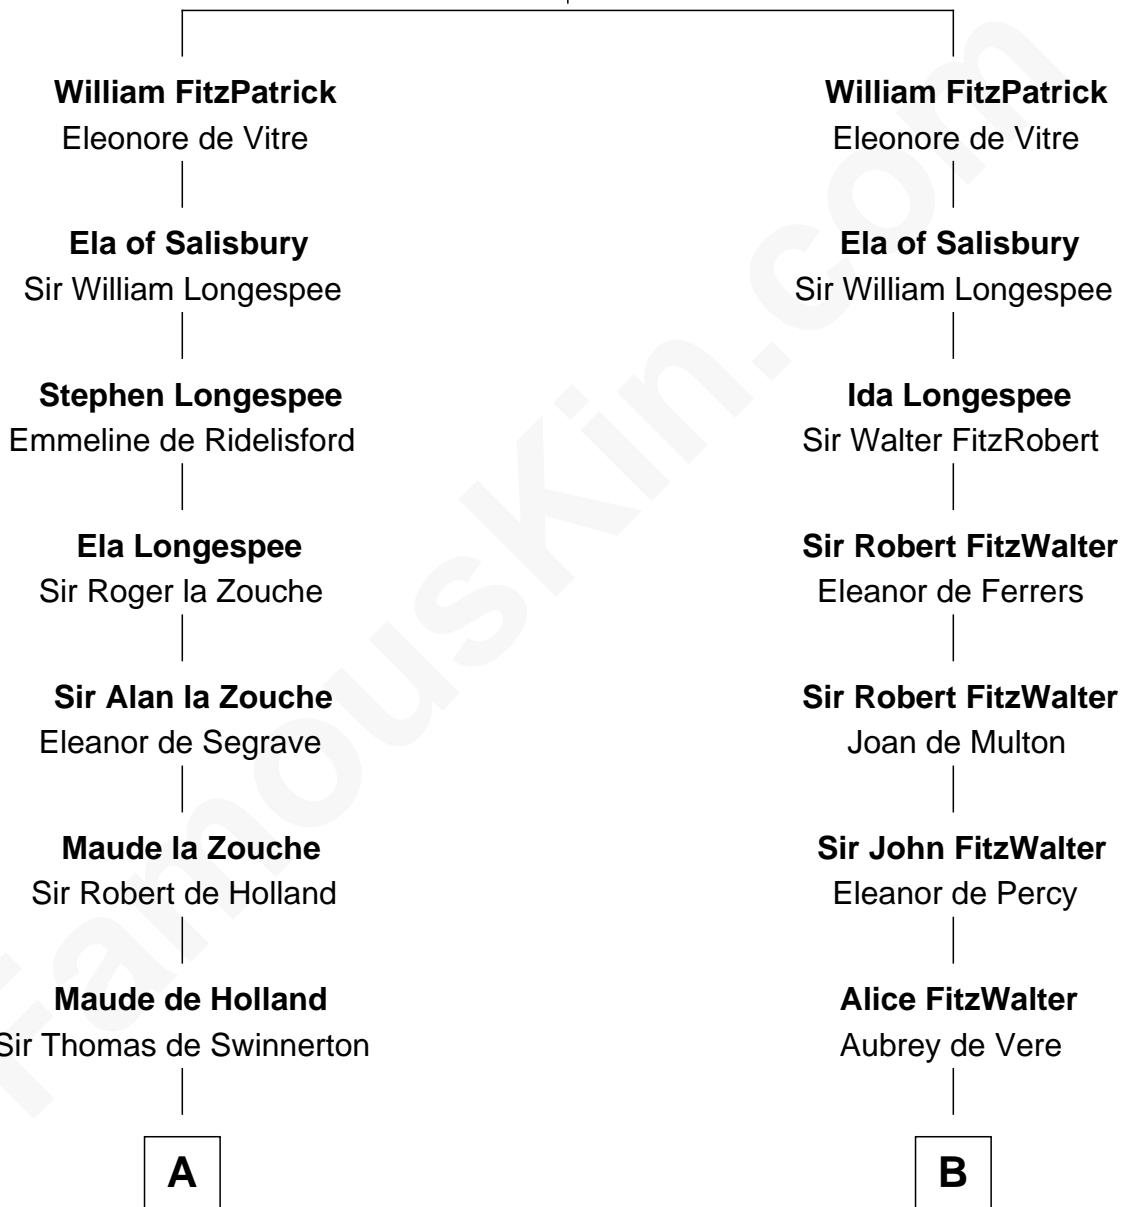 William FitzPatrick
Eleonore de Vitre
Ela of Salisbury
Sir William Longespee
Stephen Longespee
Emmeline de Ridelisford
Ela Longespee
Sir Roger la Zouche
Sir Alan la Zouche
Eleanor de Segrave
Maude la Zouche
Sir Robert de Holland
Maude de Holland
Sir Thomas de Swinnerton
A
William FitzPatrick
Eleonore de Vitre
Ela of Salisbury
Sir William Longespee
Ida Longespee
Sir Walter FitzRobert
Sir Robert FitzWalter
Eleanor de Ferrers
Sir Robert FitzWalter
Joan de Multon
Sir John FitzWalter
Eleanor de Percy
Alice FitzWalter
Aubrey de Vere
B
FamousKin.com